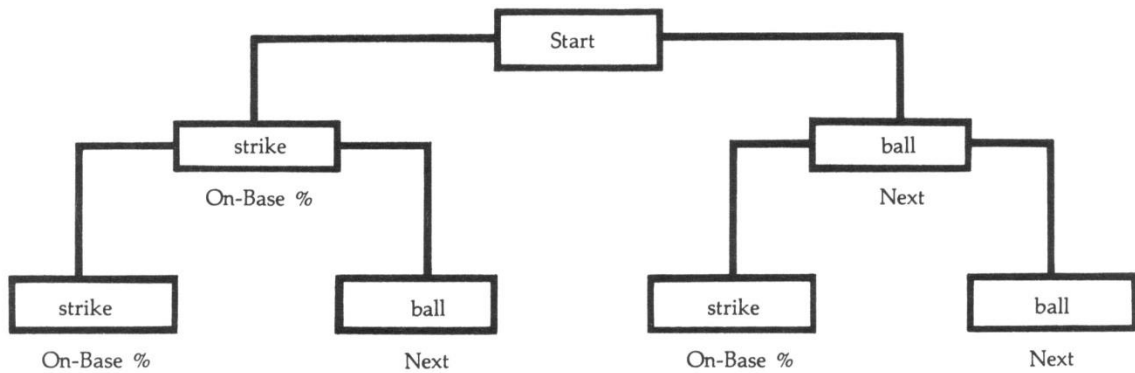 Start
strike
ball
On-Base %
Next
strike
ball
strike
ball
On-Base %
Next
On-Base %
Next